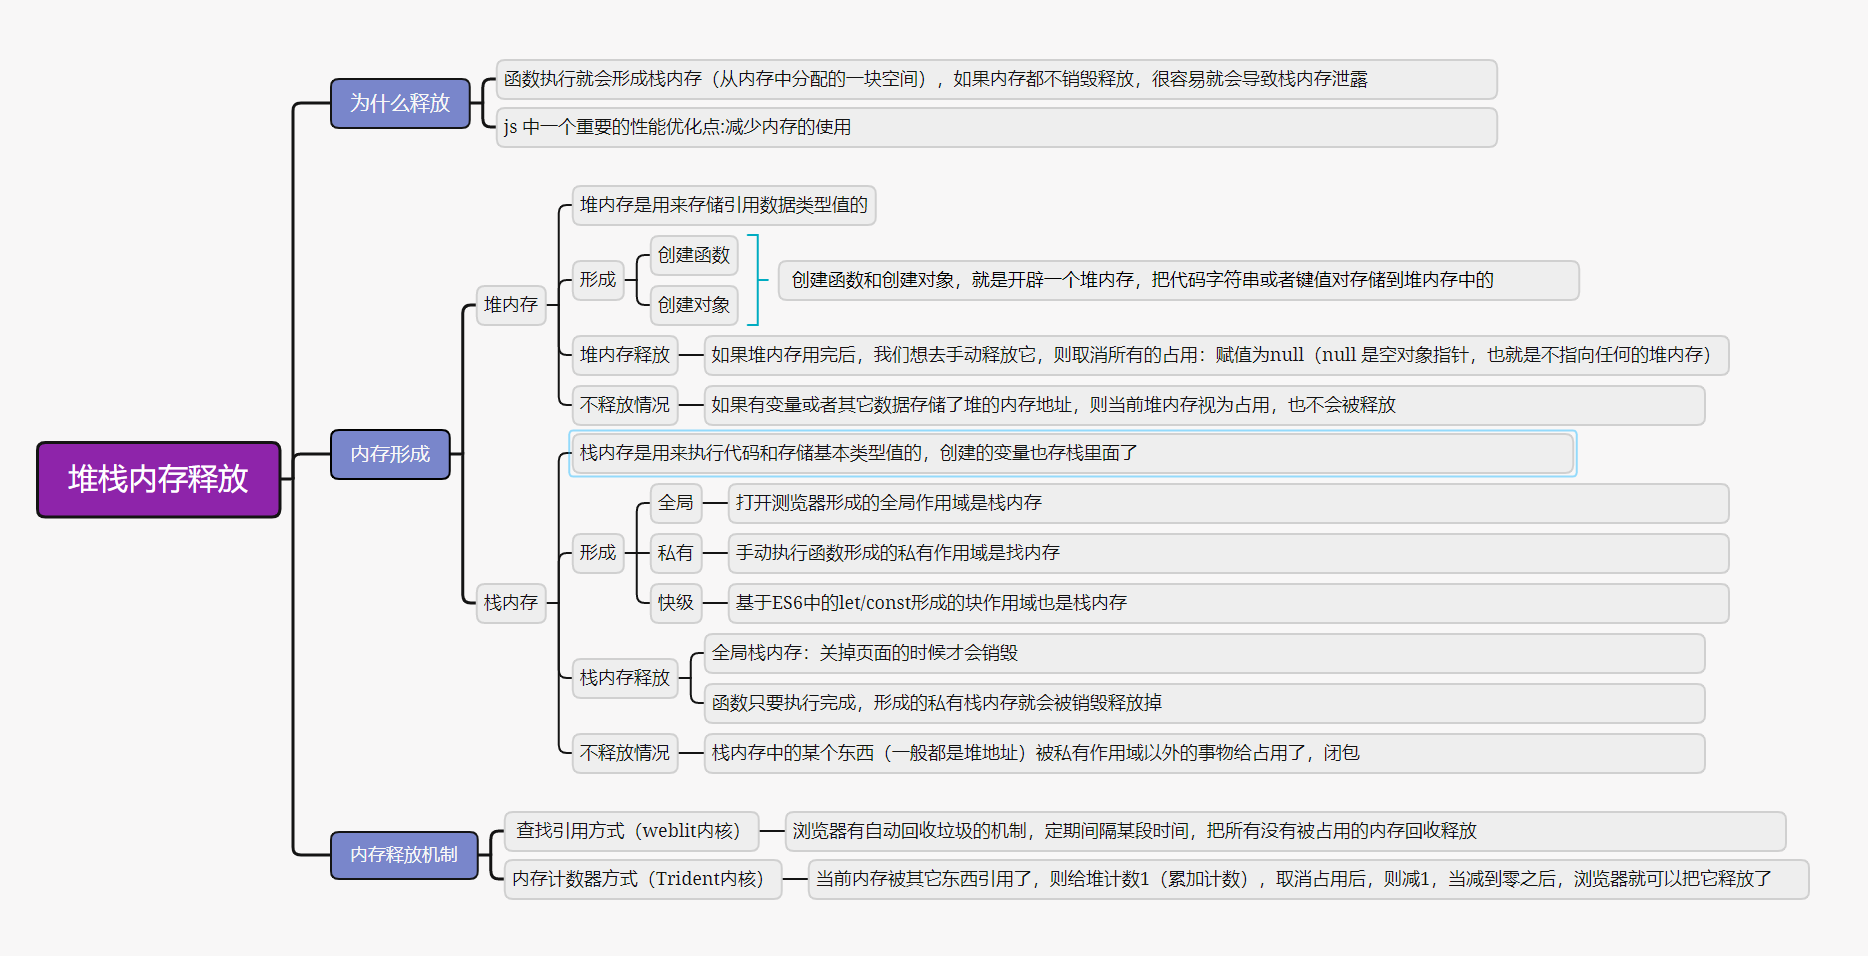 堆栈内存释放
为什么释放
函数执行就会形成栈内存（从内存中分配的一块空间），如果内存都不销毁释放，很容易就会导致栈内存泄露
js 中一个重要的性能优化点:减少内存的使用
内存形成
堆内存
堆内存是用来存储引用数据类型值的
形成
创建函数
创建对象
创建函数和创建对象，就是开辟一个堆内存，把代码字符串或者键值对存储到堆内存中的
堆内存释放
如果堆内存用完后，我们想去手动释放它，则取消所有的占用：赋值为null（null 是空对象指针，也就是不指向任何的堆内存）
不释放情况
如果有变量或者其它数据存储了堆的内存地址，则当前堆内存视为占用，也不会被释放
栈内存
栈内存是用来执行代码和存储基本类型值的，创建的变量也存栈里面了
形成
全局
打开测览器形成的全局作用域是栈内存
私有
手动执行函数形成的私有作用域是找内存
快级
基于ES6中的let/const形成的块作用域也是栈内存
栈内存释放
全局栈内存：关掉页面的时候才会销毁
函数只要执行完成，形成的私有栈内存就会被销毁释放掉
不释放情况
栈内存中的某个东西（一般都是堆地址）被私有作用域以外的事物给占用了，闭包
内存释放机制
查找引用方式（weblit内核）
浏览器有自动回收垃圾的机制，定期间隔某段时间，把所有没有被占用的内存回收释放
内存计数器方式（Trident内核）
当前内存被其它东西引用了，则给堆计数1（累加计数），取消占用后，则减1，当减到零之后，浏览器就可以把它释放了